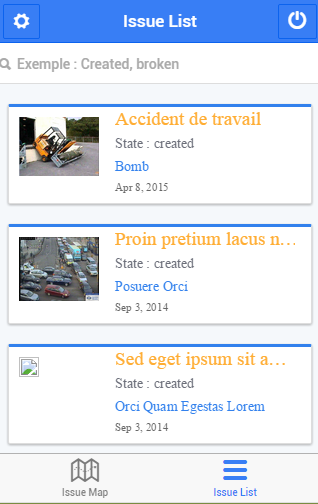 Issue List
Exemple : Created, broken
Accident de travail
State : created
Bomb
Apr 8, 2015
Proin pretium lacus n…
State : created
Posuere Orci
Sep 3, 2014
Sed eget ipsum sit a…
State : created
Orci Quam Egestas Lorem
Sep 3, 2014
Issue Map
Issue List